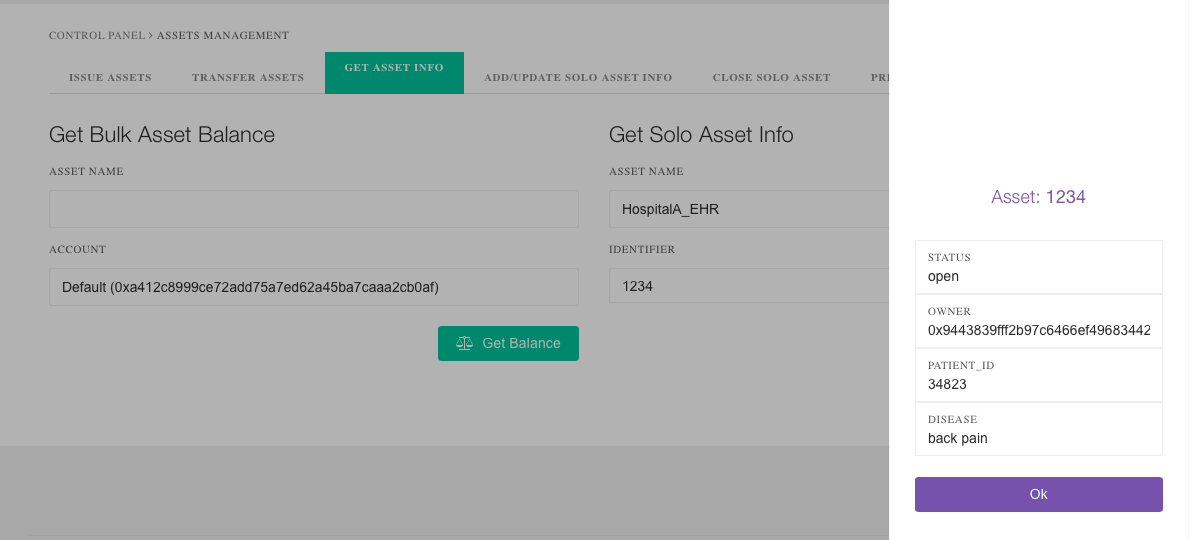 CONTROL PANEL > ASSETS MANAGEMENT
ISSUE ASSETS TRANSFER ASSETS GET ASSET INFO ADD/UPDATE SOLO ASSET INFO CLOSE SOLO ASSET
Get Bulk Asset Balance
ASSET NAME
ACCOUNT
Default (0xa412c8999ce72add75a7ed62a45ba7caaa2cb0af)
Get Balance
Get Solo Asset Info
ASSET NAME
HospitalA_EHR
IDENTIFIER
1234
Asset: 1234
STATUS
open
OWNER
0x9443839fff2b97c6466ef49683442
PATIENT_ID
34823
DISEASE
back pain
Ok